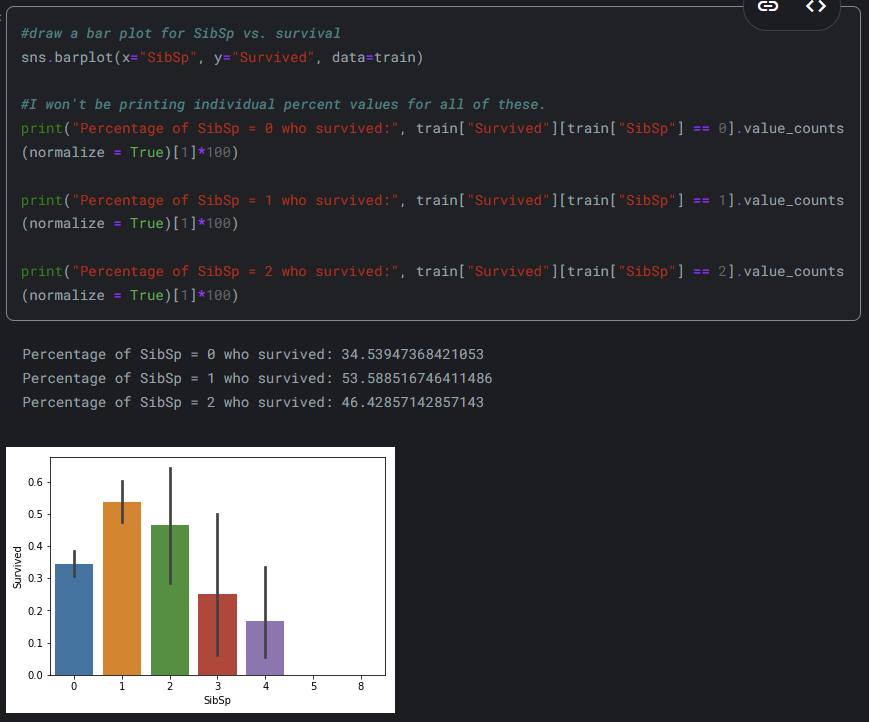 #draw a bar plot for SibSp vs. survival
sns.barplot(x="SibSp", y="Survived", data=train)
#I won't be printing individual percent values for all of these.
print("Percentage of SibSp = 0 who survived:", train["Survived"][train["SibSp"] == 0].value_counts
(normalize = True)[1]*100)
print("Percentage of SibSp = 1 who survived:", train["Survived"][train["SibSp"] == 1].value_counts
(normalize = True)[1]*100)
print("Percentage of SibSp = 2 who survived:", train["Survived"][train["SibSp"] == 2].value_counts
(normalize = True)[1]*100)
Percentage of SibSp = 0 who survived: 34.53947368421053
Percentage of SibSp = 1 who survived: 53.588516746411486
Percentage of SibSp = 2 who survived: 46.42857142857143
0.6
0.5
0.4
0.3
0.2
0.1
0.0
Survived
0 1 2 3 4 5 8
SibSp